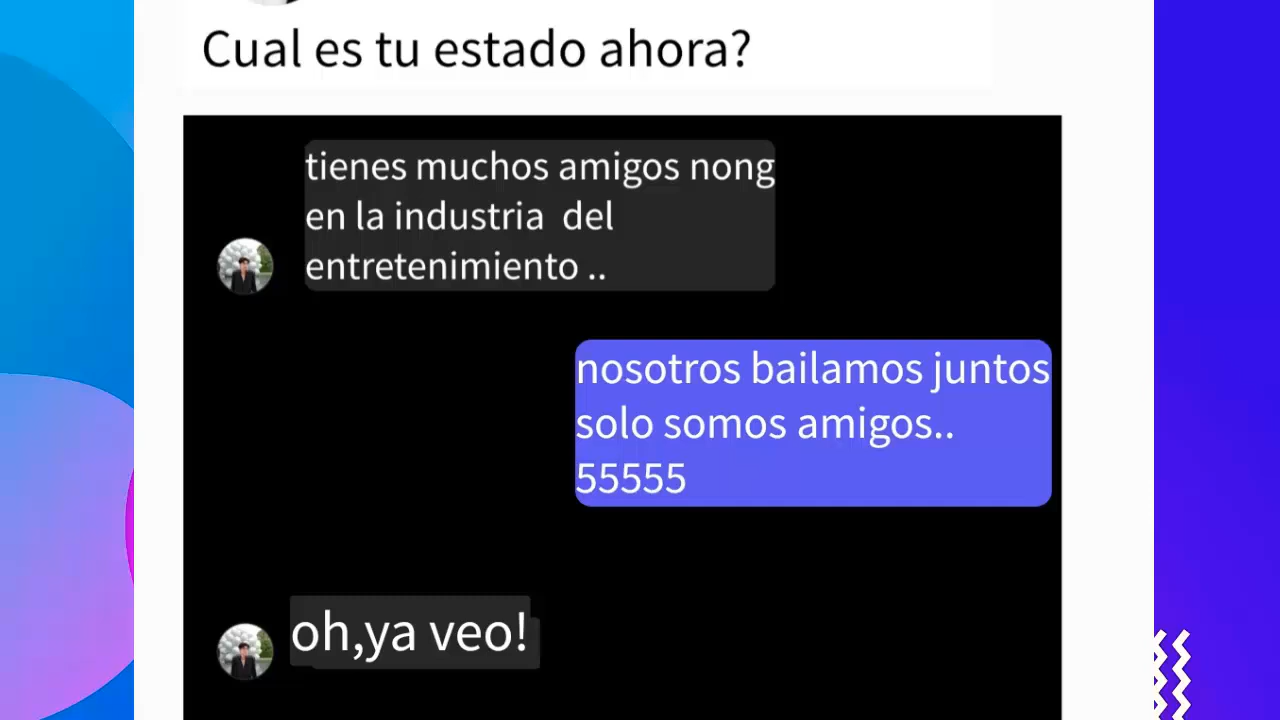 Cual es tu estado ahora?
tienes muchos amigos nong
en la industria  del
entretenimiento ..
nosotros bailamos juntos
solo somos amigos..
55555
oh,ya veo!